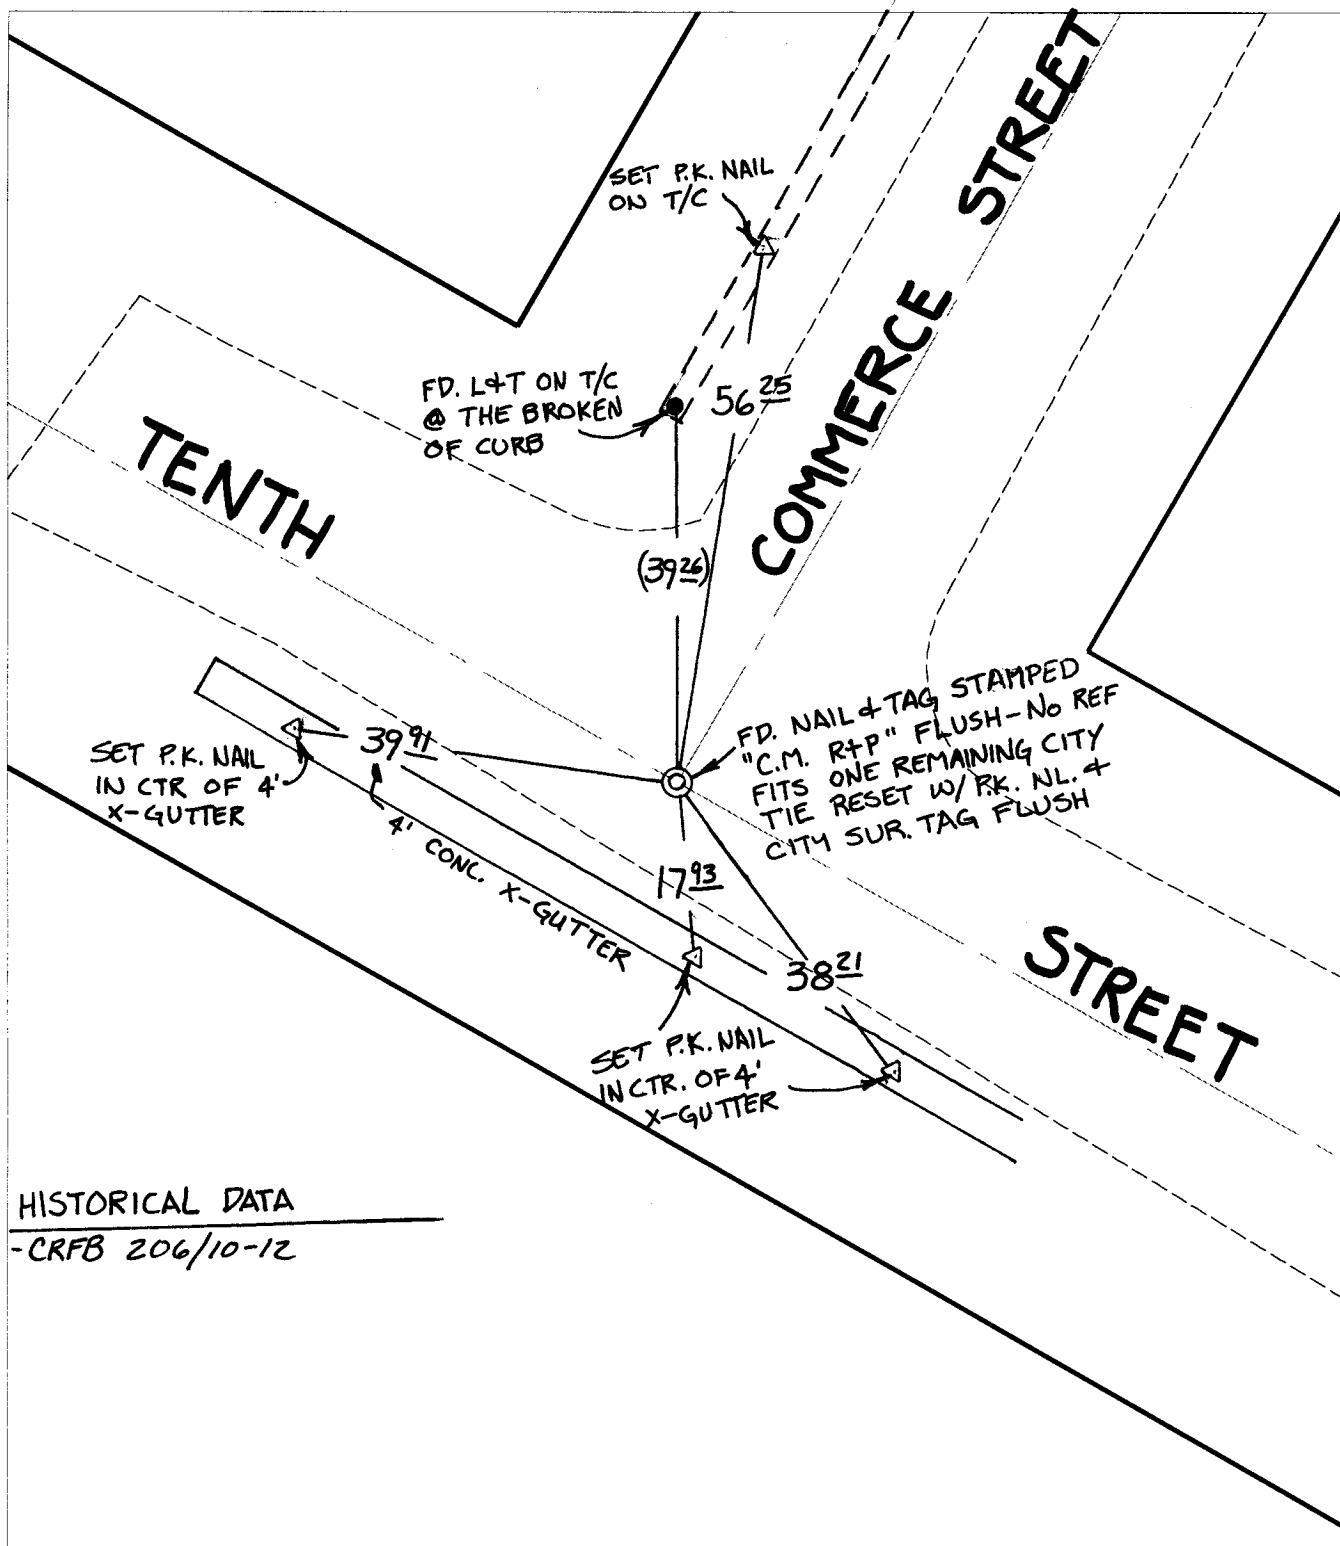 COMMERCE STREET
SET P.K. NAIL
ON T/C
FD. L&T ON T/C
@ THE BROKEN
OF CURB
56 25
TENTH
(39 26)
FD. NAIL & TAG STAMPED
"C.M. R+P" FLUSH-No REF
FITS ONE REMAINING CITY
TIE RESET W/ P.K. NL. &
CITY SUR. TAG FLUSH
39 91
SET P.K. NAIL
IN CTR OF 4'
X-GUTTER
4' CONC. X-GUTTER
17 93
38 21
STREET
SET P.K. NAIL
IN CTR. OF 4'
X-GUTTER
HISTORICAL DATA
-CRFB 206/10-12